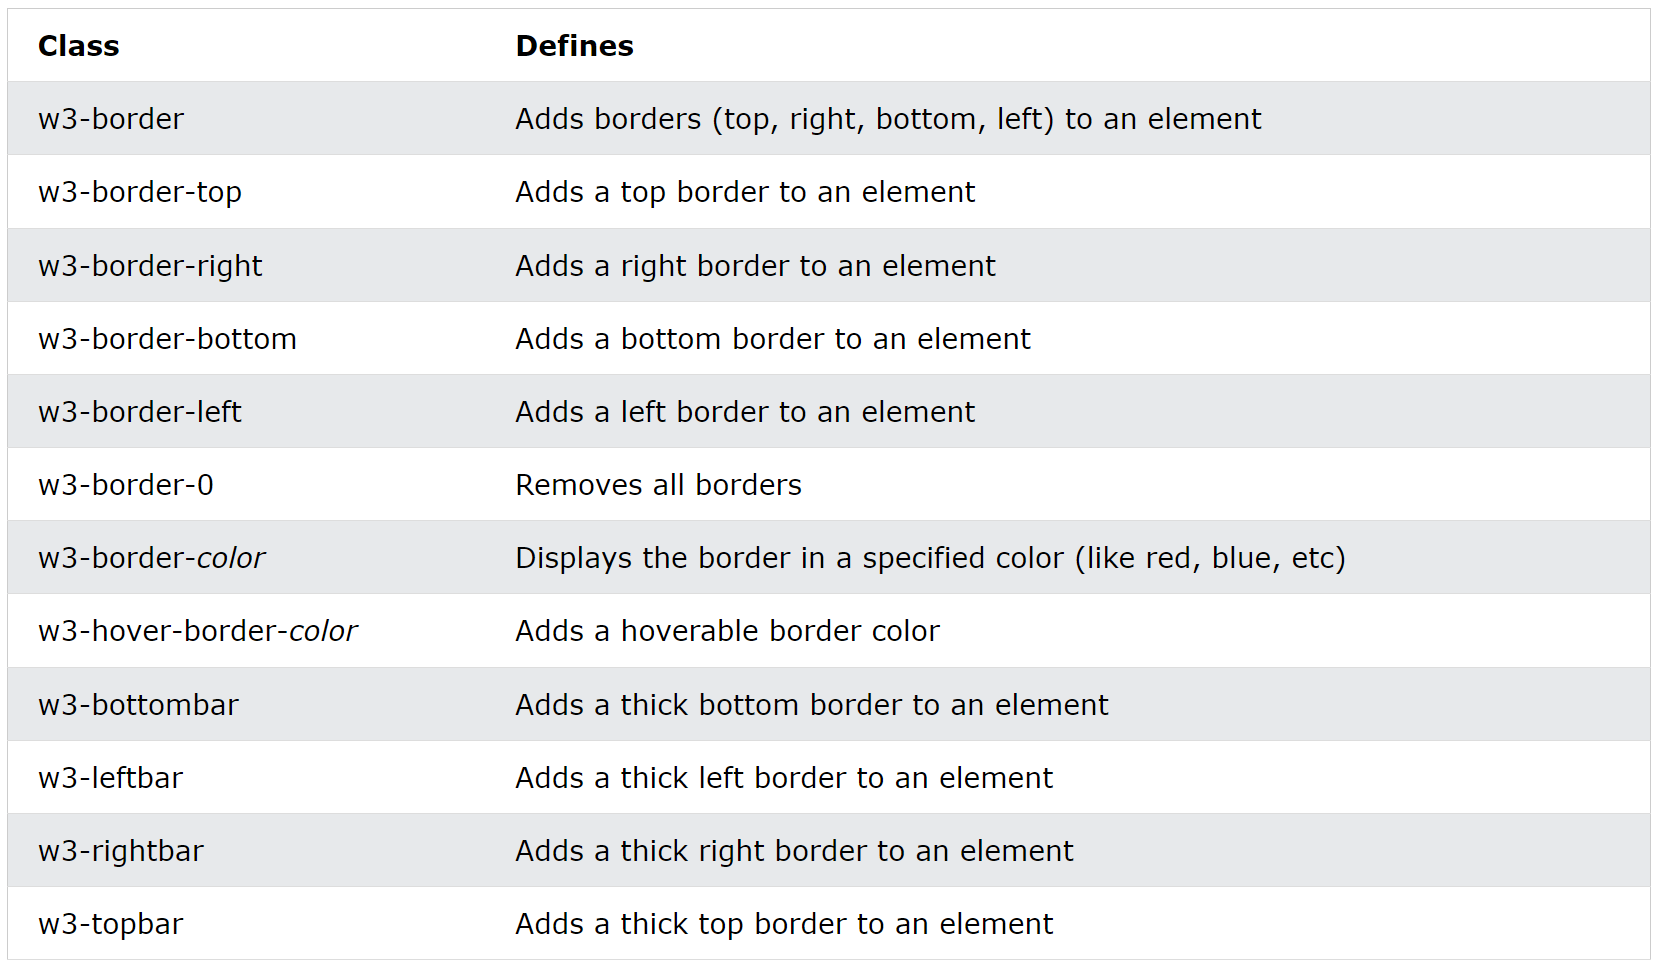 Class Defines
w3-border Adds borders (top, right, bottom, left) to an element
w3-border-top Adds a top border to an element
w3-border-right Adds a right border to an element
w3-border-bottom Adds a bottom border to an element
w3-border-left Adds a left border to an element
w3-border-0 Removes all borders
w3-border-color Displays the border in a specified color (like red, blue, etc)
w3-hover-border-color Adds a hoverable border color
w3-bottombar Adds a thick bottom border to an element
w3-leftbar Adds a thick left border to an element
w3-rightbar Adds a thick right border to an element
w3-topbar Adds a thick top border to an element